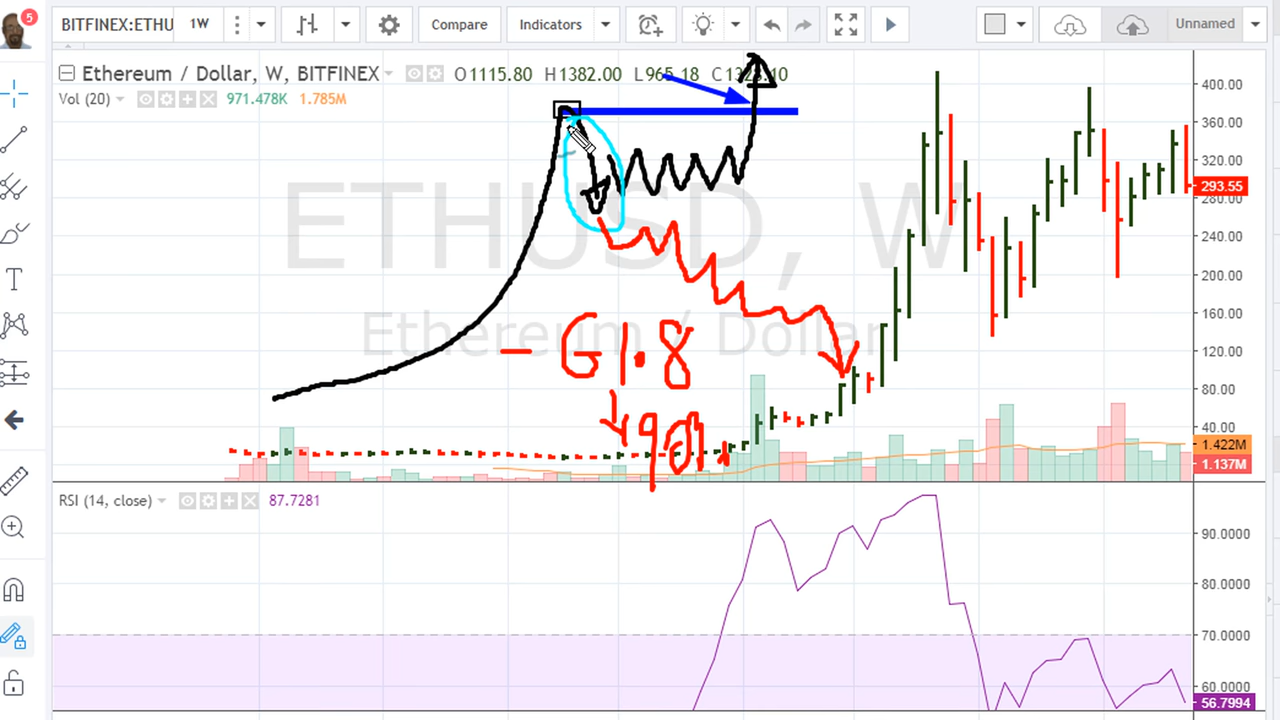 5
BITFINEX:ETHU 1W Compare Indicators Unnamed
Ethereum / Dollar, W, BITFINEX O1115.80 H1382.00 L965.18
Vol (20) 971.478K 1.785M
ETHUSD, W
Ethereum / Dollar
400.00
360.00
320.00
293.55
280.00
240.00
200.00
160.00
120.00
80.00
40.00
1.422M
1.137M
- 61.8
RSI (14, close) 87.7281
90.0000
80.0000
70.0000
60.0000
56.7994